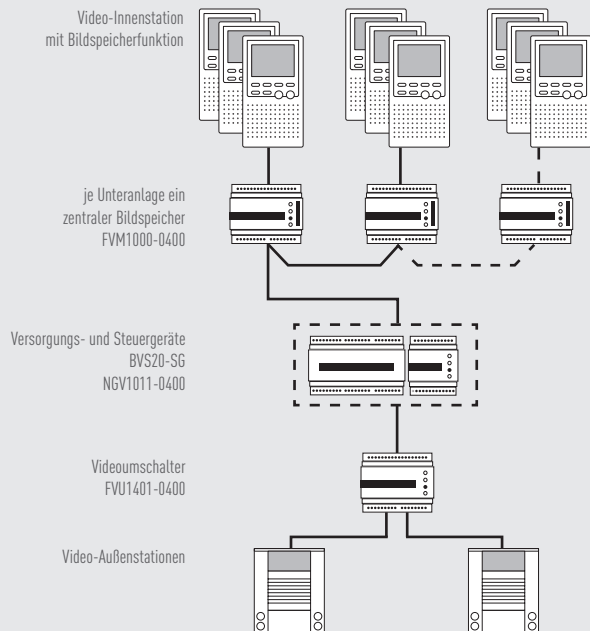 Video-Innenstation
mit Bildspeicherfunktion
je Unteranlage ein
zentraler Bildspeicher
FVM1000-0400
Versorgungs- und Steuergeräte
BVS20-SG
NGV1011-0400
Videoumschalter
FVU1401-0400
Video-Außenstationen